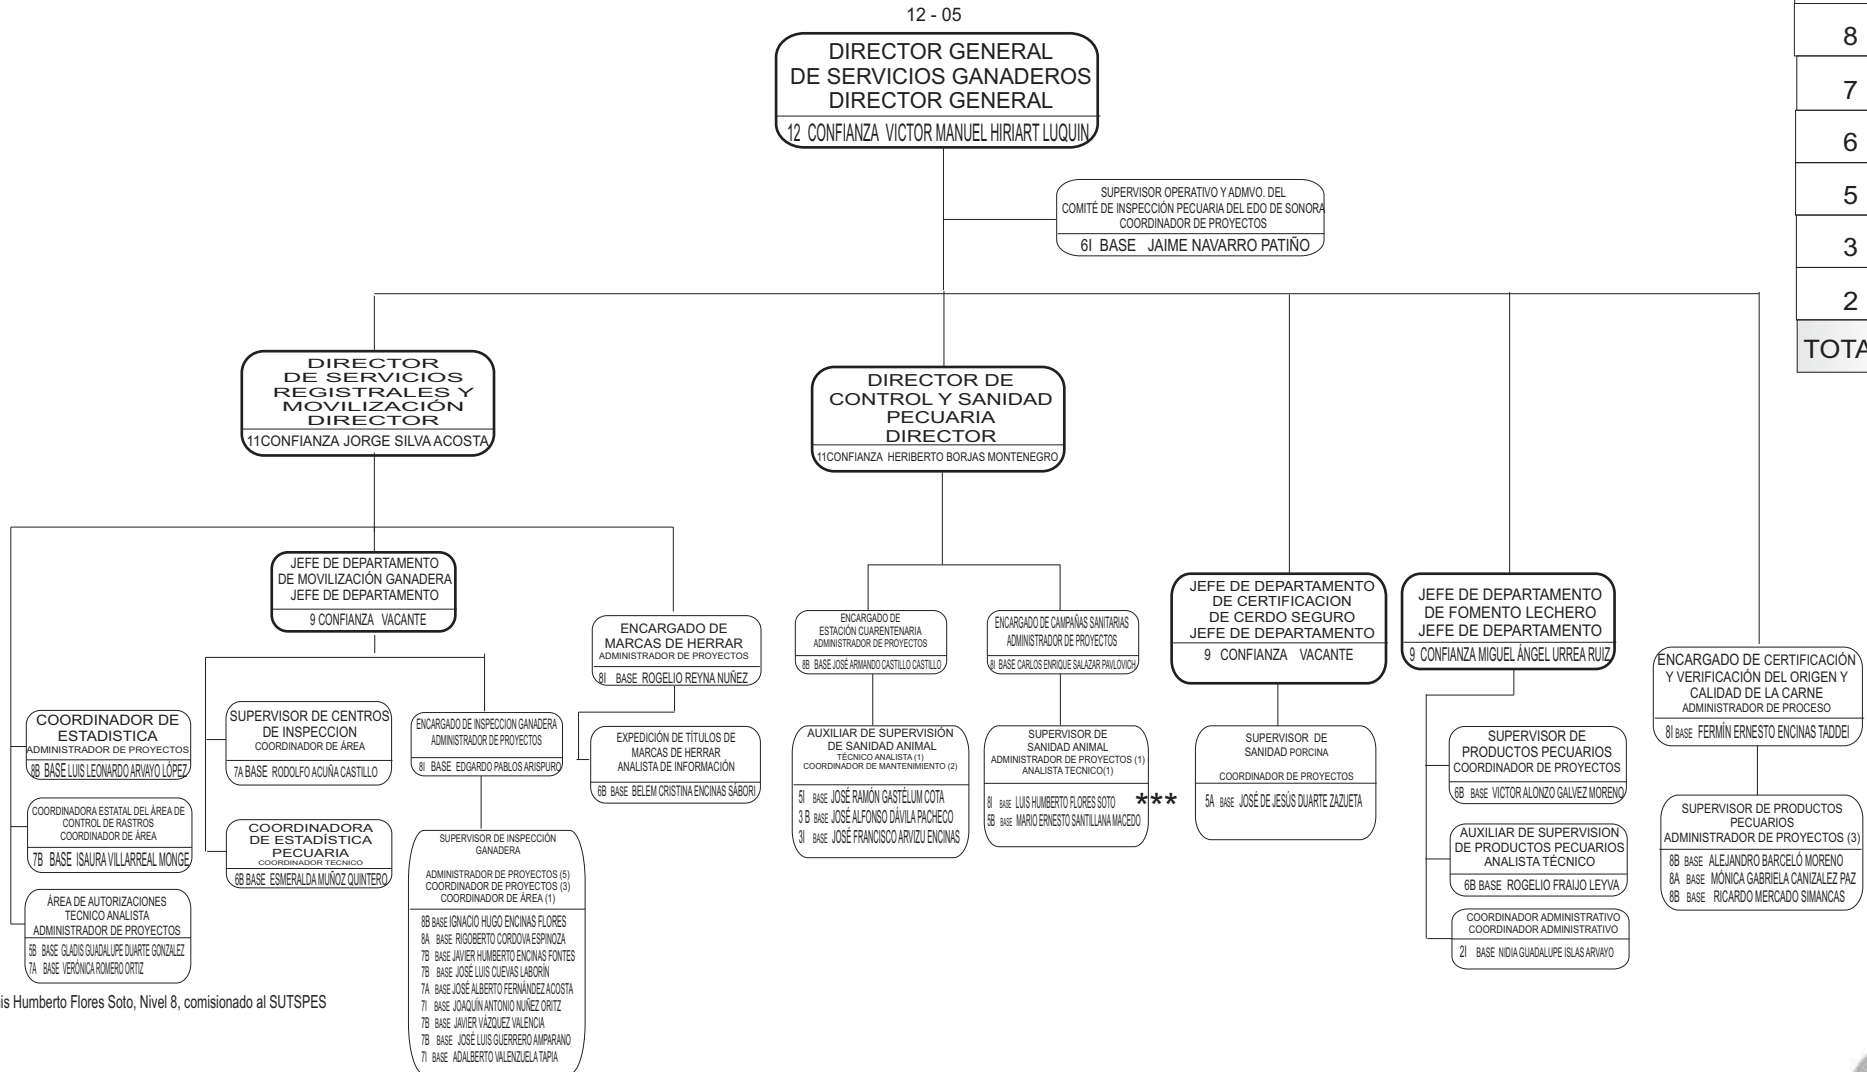 12 - 05
DIRECTOR GENERAL
DE SERVICIOS GANADEROS
DIRECTOR GENERAL
12 CONFIANZA VICTOR MANUEL HIRIART LUQUIN
SUPERVISOR OPERATIVO Y ADMVO. DEL
COMITÉ DE INSPECCIÓN PECUARIA DEL EDO DE SONORA
COORDINADOR DE PROYECTOS
6I BASE JAIME NAVARRO PATIÑO
8
7
6
5
3
2
DIRECTOR
DE SERVICIOS
REGISTRALES Y
MOVILIZACIÓN
DIRECTOR
11CONFIANZA JORGE SILVA ACOSTA
DIRECTOR DE
CONTROL Y SANIDAD
PECUARIA
DIRECTOR
11CONFIANZA HERIBERTO BORJAS MONTENEGRO
JEFE DE DEPARTAMENTO
DE MOVILIZACIÓN GANADERA
JEFE DE DEPARTAMENTO
9 CONFIANZA VACANTE
ENCARGADO DE
MARCAS DE HERRAR
ADMINISTRADOR DE PROYECTOS
8I BASE ROGELIO REYNA NUÑEZ
ENCARGADO DE
ESTACIÓN CUARENTENARIA
ADMINISTRADOR DE PROYECTOS
8B BASE JOSÉ ARMANDO CASTILLO CASTILLO
ENCARGADO DE CAMPAÑAS SANITARIAS
ADMINISTRADOR DE PROYECTOS
8I BASE CARLOS ENRIQUE SALAZAR PAVLOVICH
JEFE DE DEPARTAMENTO
DE CERTIFICACION
DE CERDO SEGURO
JEFE DE DEPARTAMENTO
9 CONFIANZA VACANTE
JEFE DE DEPARTAMENTO
DE FOMENTO LECHERO
JEFE DE DEPARTAMENTO
9 CONFIANZA MIGUEL ÁNGEL URREA RUIZ
ENCARGADO DE CERTIFICACIÓN
Y VERIFICACIÓN DEL ORIGEN Y
CALIDAD DE LA CARNE
ADMINISTRADOR DE PROCESO
8I BASE FERMÍN ERNESTO ENCINAS TADDEI
COORDINADOR DE
ESTADISTICA
ADMINISTRADOR DE PROYECTOS
8B BASE LUIS LEONARDO ARVAYO LÓPEZ
SUPERVISOR DE CENTROS
DE INSPECCION
COORDINADOR DE ÁREA
7A BASE RODOLFO ACUÑA CASTILLO
ENCARGADO DE INSPECCION GANADERA
ADMINISTRADOR DE PROYECTOS
8I BASE EDGARDO PABLOS ARISPURO
EXPEDICIÓN DE TÍTULOS DE
MARCAS DE HERRAR
ANALISTA DE INFORMACIÓN
6B BASE BELEM CRISTINA ENCINAS SÁBORI
AUXILIAR DE SUPERVISIÓN
DE SANIDAD ANIMAL
TÉCNICO ANALISTA (1)
COORDINADOR DE MANTENIMIENTO (2)
5I BASE JOSÉ RAMÓN GASTÉLUM COTA
3 B BASE JOSÉ ALFONSO DÁVILA PACHECO
3I BASE JOSÉ FRANCISCO ARVIZU ENCINAS
SUPERVISOR DE
SANIDAD ANIMAL
ADMINISTRADOR DE PROYECTOS (1)
ANALISTA TECNICO(1)
8I BASE LUIS HUMBERTO FLORES SOTO ***
5B BASE MARIO ERNESTO SANTILLANA MACEDO
SUPERVISOR DE
SANIDAD PORCINA
COORDINADOR DE PROYECTOS
5A BASE JOSÉ DE JESÚS DUARTE ZAZUETA
SUPERVISOR DE
PRODUCTOS PECUARIOS
COORDINADOR DE PROYECTOS
6B BASE VICTOR ALONZO GALVEZ MORENO
AUXILIAR DE SUPERVISION
DE PRODUCTOS PECUARIOS
ANALISTA TÉCNICO
6B BASE ROGELIO FRAIJO LEYVA
COORDINADOR ADMINISTRATIVO
COORDINADOR ADMINISTRATIVO
2I BASE NIDIA GUADALUPE ISLAS ARVAYO
SUPERVISOR DE PRODUCTOS
PECUARIOS
ADMINISTRADOR DE PROYECTOS (3)
8B BASE ALEJANDRO BARCELÓ MORENO
8A BASE MÓNICA GABRIELA CANIZALEZ PAZ
8B BASE RICARDO MERCADO SIMANCAS
COORDINADORA ESTATAL DEL ÁREA DE
CONTROL DE RASTROS
COORDINADOR DE ÁREA
7B BASE ISAURA VILLARREAL MONGE
COORDINADORA
DE ESTADÍSTICA
PECUARIA
COORDINADOR TECNICO
6B BASE ESMERALDA MUÑOZ QUINTERO
SUPERVISOR DE INSPECCIÓN
GANADERA
ADMINISTRADOR DE PROYECTOS (5)
COORDINADOR DE PROYECTOS (3)
COORDINADOR DE ÁREA (1)
8B BASE IGNACIO HUGO ENCINAS FLORES
8A BASE RIGOBERTO CORDOVA ESPINOZA
7B BASE JAVIER HUMBERTO ENCINAS FONTES
7B BASE JOSÉ LUIS CUEVAS LABORÍN
7A BASE JOSÉ ALBERTO FERNÁNDEZ ACOSTA
7I BASE JOAQUÍN ANTONIO NUÑEZ ORITZ
7B BASE JAVIER VÁZQUEZ VALENCIA
7B BASE JOSÉ LUIS GUERRERO AMPARANO
7I BASE ADALBERTO VALENZUELA TAPIA
ÁREA DE AUTORIZACIONES
TECNICO ANALISTA
ADMINISTRADOR DE PROYECTOS
5B BASE GLADIS GUADALUPE DUARTE GONZALEZ
7A BASE VERÓNICA ROMERO ORTIZ
Humberto Flores Soto, Nivel 8, comisionado al SUTSPES